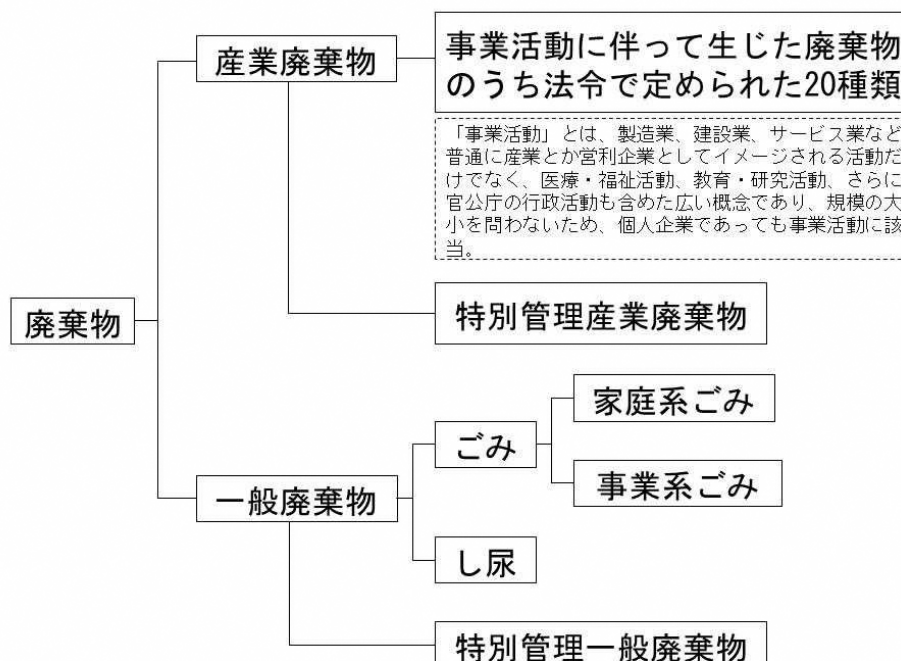 産業廃棄物
事業活動に伴って生じた廃棄物
のうち法令で定められた20種類
「事業活動」とは、製造業、建設業、サービス業など
普通に産業とか営利企業としてイメージされる活動だ
けでなく、医療・福祉活動、教育・研究活動、さらに
官公庁の行政活動も含めた広い概念であり、規模の大
小を問わないため、個人企業であっても事業活動に該
当。
特別管理産業廃棄物
廃棄物
家庭系ごみ
ごみ
事業系ごみ
一般廃棄物
し尿
特別管理一般廃棄物